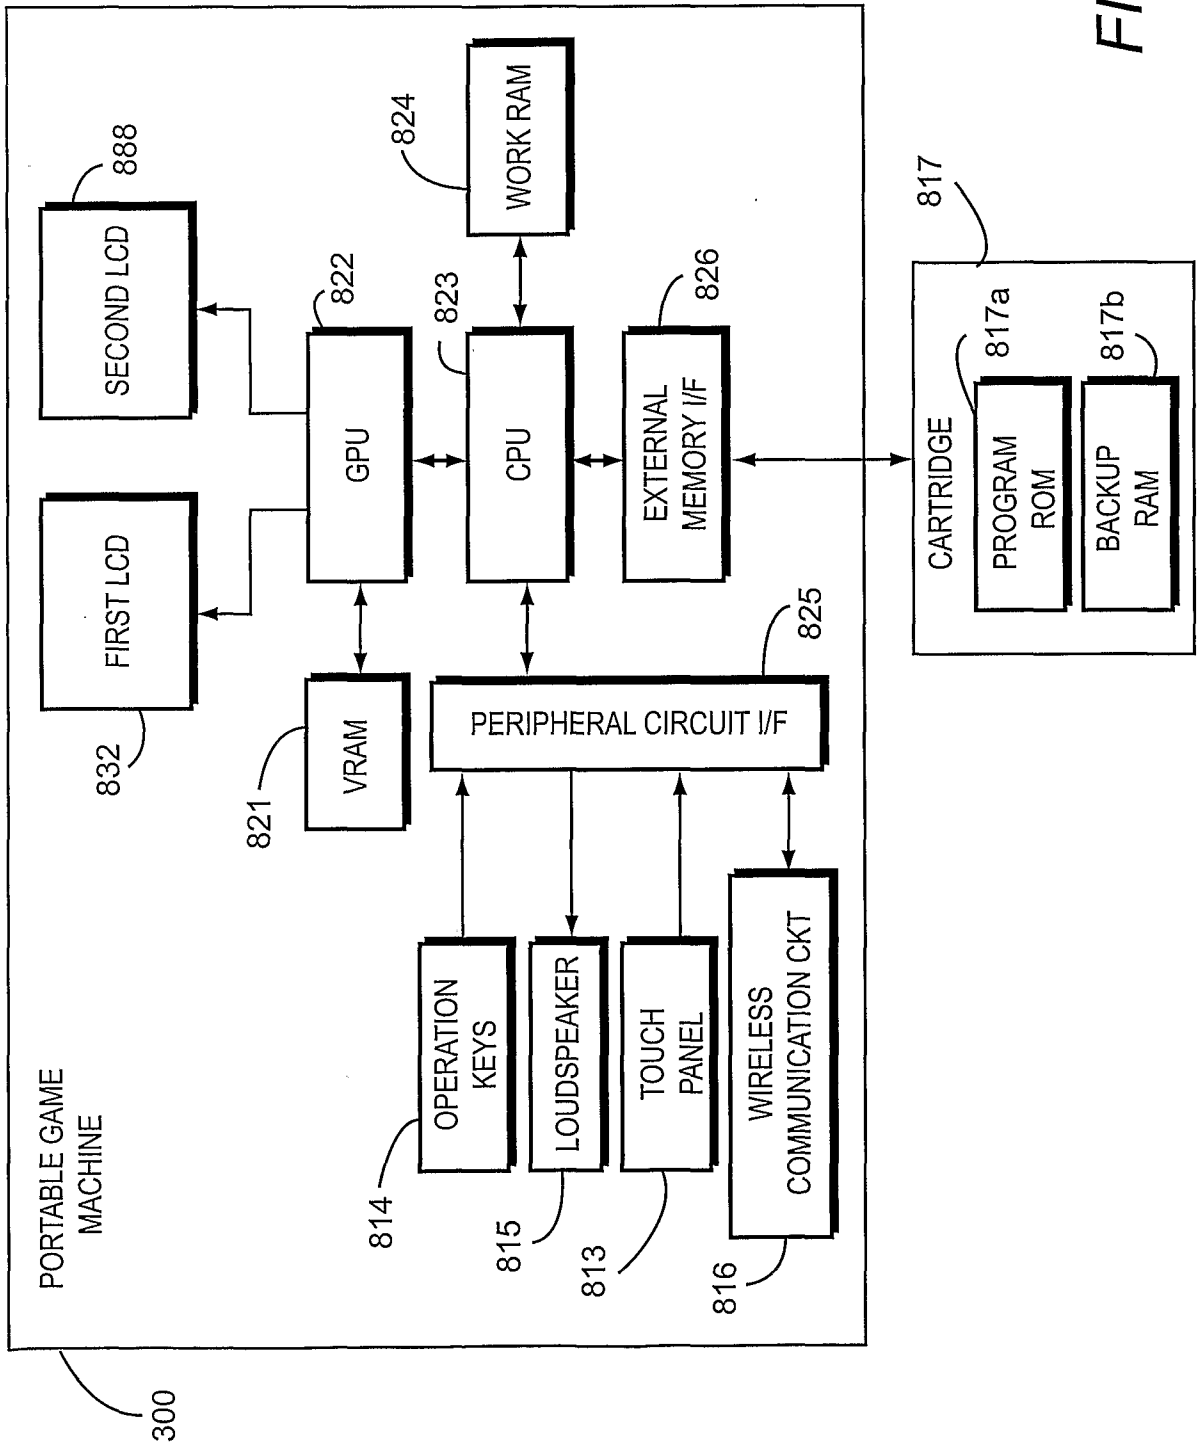 PORTABLE GAME
MACHINE
300
FIRST LCD
832
SECOND LCD
888
VRAM
821
GPU
822
CPU
823
WORK RAM
824
PERIPHERAL CIRCUIT I/F
825
EXTERNAL
MEMORY I/F
826
OPERATION
KEYS
814
LOUDSPEAKER
815
TOUCH
PANEL
813
WIRELESS
COMMUNICATION CKT
816
CARTRIDGE
817
PROGRAM
ROM
817a
BACKUP
RAM
817b